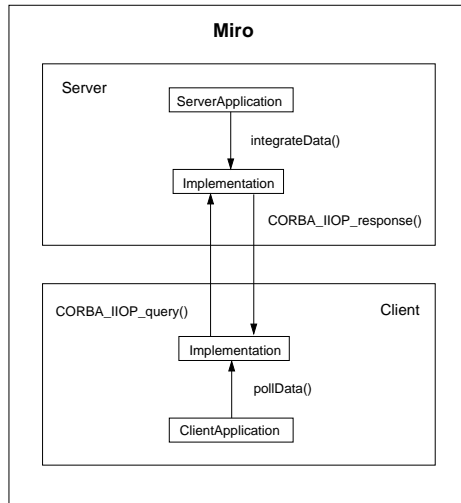 Miro
Server
ServerApplication
integrateData()
Implementation
CORBA_IIOP_response()
CORBA_IIOP_query()
Client
Implementation
pollData()
ClientApplication